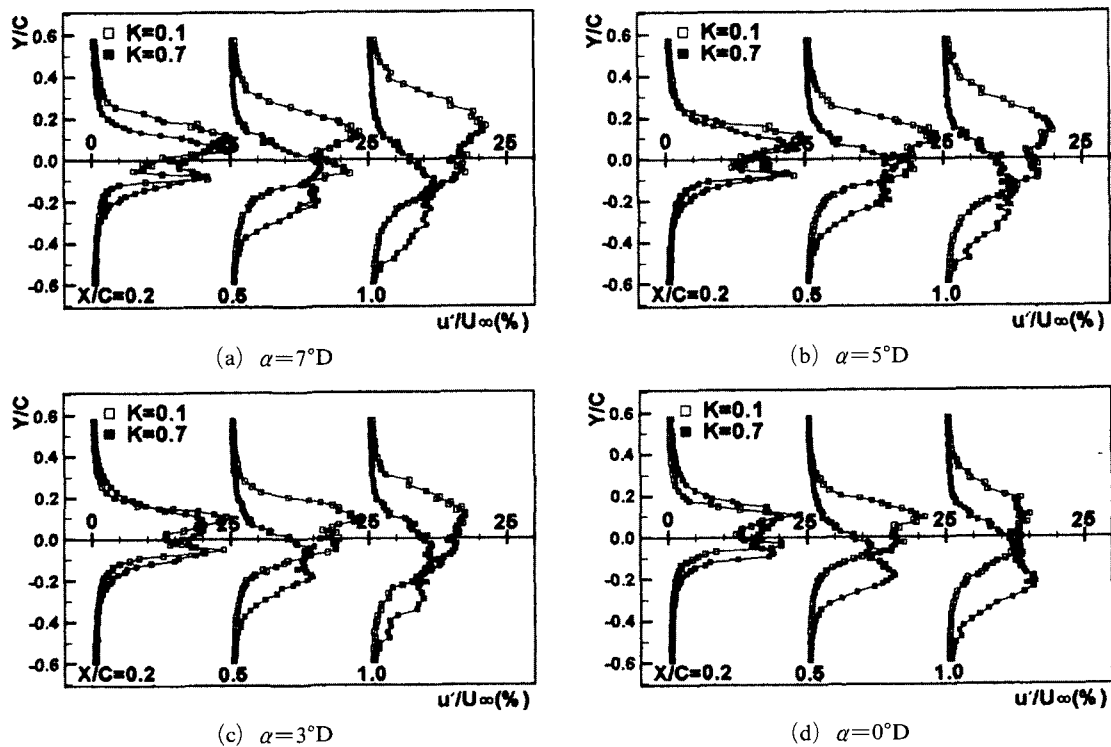 Y/C
0.6
0.4
0.2
0.0
-0.2
-0.4
-0.6
□ K=0.1
■ K=0.7
0
25
25
25
X/C=0.2
0.5
1.0
u′/U∞(%)
(a) α=7°D
Y/C
0.6
0.4
0.2
0.0
-0.2
-0.4
-0.6
□ K=0.1
■ K=0.7
0
25
25
25
X/C=0.2
0.5
1.0
u′/U∞(%)
(b) α=5°D
Y/C
0.6
0.4
0.2
0.0
-0.2
-0.4
-0.6
□ K=0.1
■ K=0.7
0
25
25
25
X/C=0.2
0.5
1.0
u′/U∞(%)
(c) α=3°D
Y/C
0.6
0.4
0.2
0.0
-0.2
-0.4
-0.6
□ K=0.1
■ K=0.7
0
25
25
25
X/C=0.2
0.5
1.0
u′/U∞(%)
(d) α=0°D